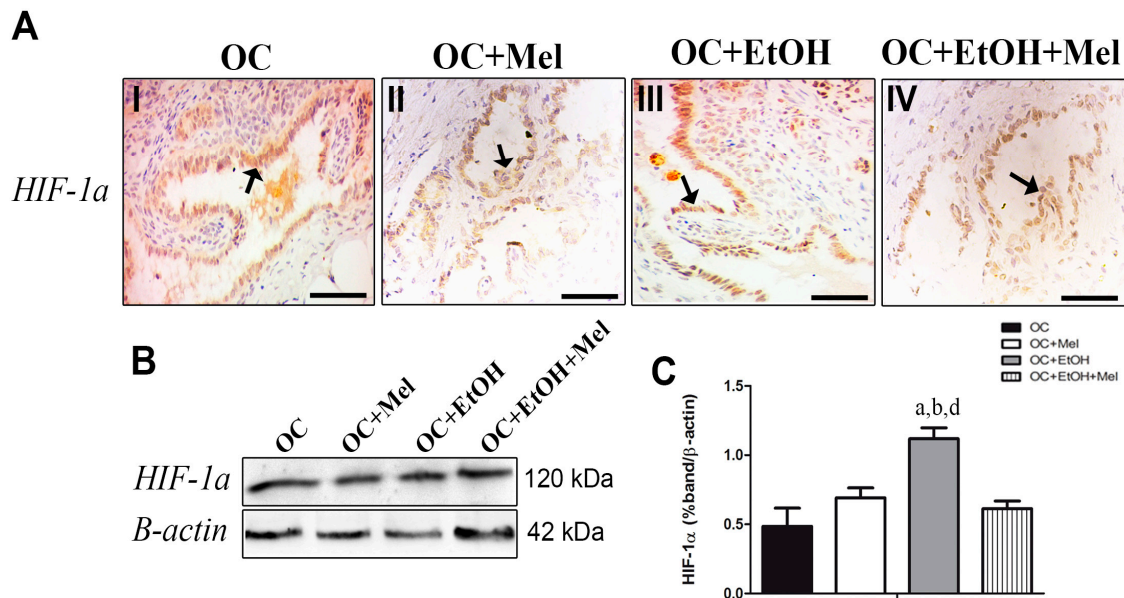 A
OC
OC+Mel
OC+EtOH
OC+EtOH+Mel
I
II
III
IV
HIF-1a
B
OC
OC+Mel
OC+EtOH
OC+EtOH+Mel
HIF-1a
120 kDa
B-actin
42 kDa
C
OC
OC+Mel
OC+EtOH
OC+EtOH+Mel
HIF-1α (%band/β-actin)
1.5
1.0
0.5
0.0
a,b,d